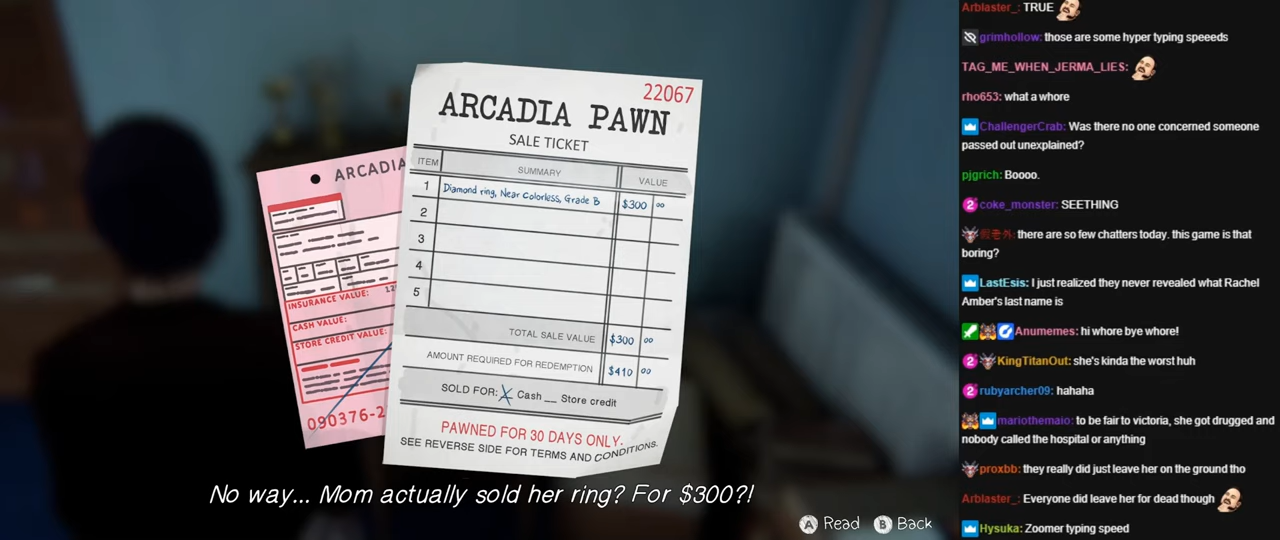 22067
ARCADIA PAWN
SALE TICKET
ITEM SUMMARY VALUE
1 Diamond ring, Near Colorless, Grade B $300 00
2
3
4
5
TOTAL SALE VALUE $300 00
AMOUNT REQUIRED FOR REDEMPTION $410 00
SOLD FOR: X Cash __ Store credit
PAWNED FOR 30 DAYS ONLY.
SEE REVERSE SIDE FOR TERMS AND CONDITIONS.
ARCADIA
INSURANCE VALUE:
CASH VALUE:
STORE CREDIT VALUE:
090376-2
No way... Mom actually sold her ring? For $300?!
A Read B Back
Arblaster_: TRUE
grimhollow: those are some hyper typing speeeds
TAG_ME_WHEN_JERMA_LIES:
rho653: what a whore
ChallengerCrab: Was there no one concerned someone
passed out unexplained?
pjgrich: Boooo.
2 coke_monster: SEETHING
: there are so few chatters today. this game is that
boring?
LastEsis: I just realized they never revealed what Rachel
Amber's last name is
Anumemes: hi whore bye whore!
2 KingTitanOut: she's kinda the worst huh
2 rubyarcher09: hahaha
mariothemaio: to be fair to victoria, she got drugged and
nobody called the hospital or anything
proxbb: they really did just leave her on the ground tho
Arblaster_: Everyone did leave her for dead though
Hysuka: Zoomer typing speed